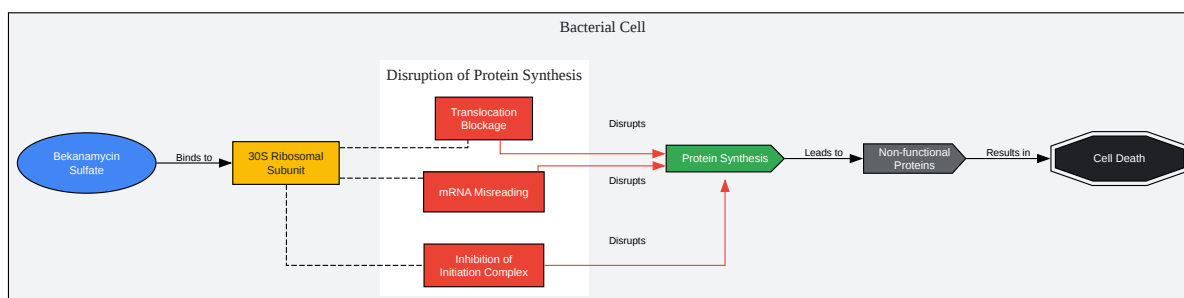 Bacterial Cell
Disruption of Protein Synthesis
Translocation
Blockage
Disrupts
Bekanamycin
Sulfate
Binds to
30S Ribosomal
Subunit
Protein Synthesis
Leads to
Non-functional
Proteins
Results in
Cell Death
mRNA Misreading
Disrupts
Disrupts
Inhibition of
Initiation Complex